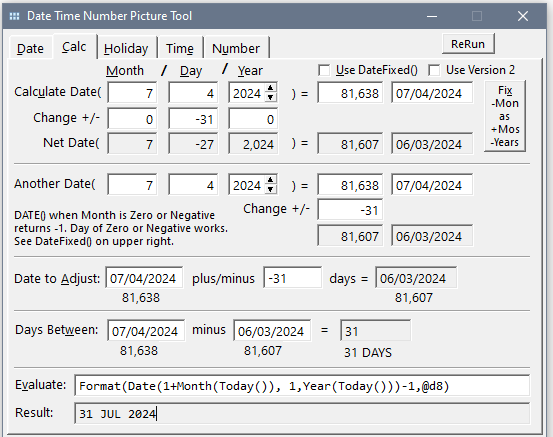 Date Time Number Picture Tool
Date Calc Holiday Time Number ReRun
Month / Day / Year Use DateFixed() Use Version 2
Calculate Date( 7 4 2024 ) = 81,638 07/04/2024
Change +/- 0 -31 0
Net Date( 7 -27 2,024 ) = 81,607 06/03/2024
Fix
-Mon
as
+Mos
-Years
Another Date( 7 4 2024 ) = 81,638 07/04/2024
Change +/- -31
81,607 06/03/2024
DATE() when Month is Zero or Negative
returns -1. Day of Zero or Negative works.
See DateFixed() on upper right.
Date to Adjust: 07/04/2024 plus/minus -31 days = 06/03/2024
81,638 81,607
Days Between: 07/04/2024 minus 06/03/2024 = 31
81,638 81,607 31 DAYS
Evaluate: Format(Date(1+Month(Today()), 1,Year(Today()))-1,@d8)
Result: 31 JUL 2024